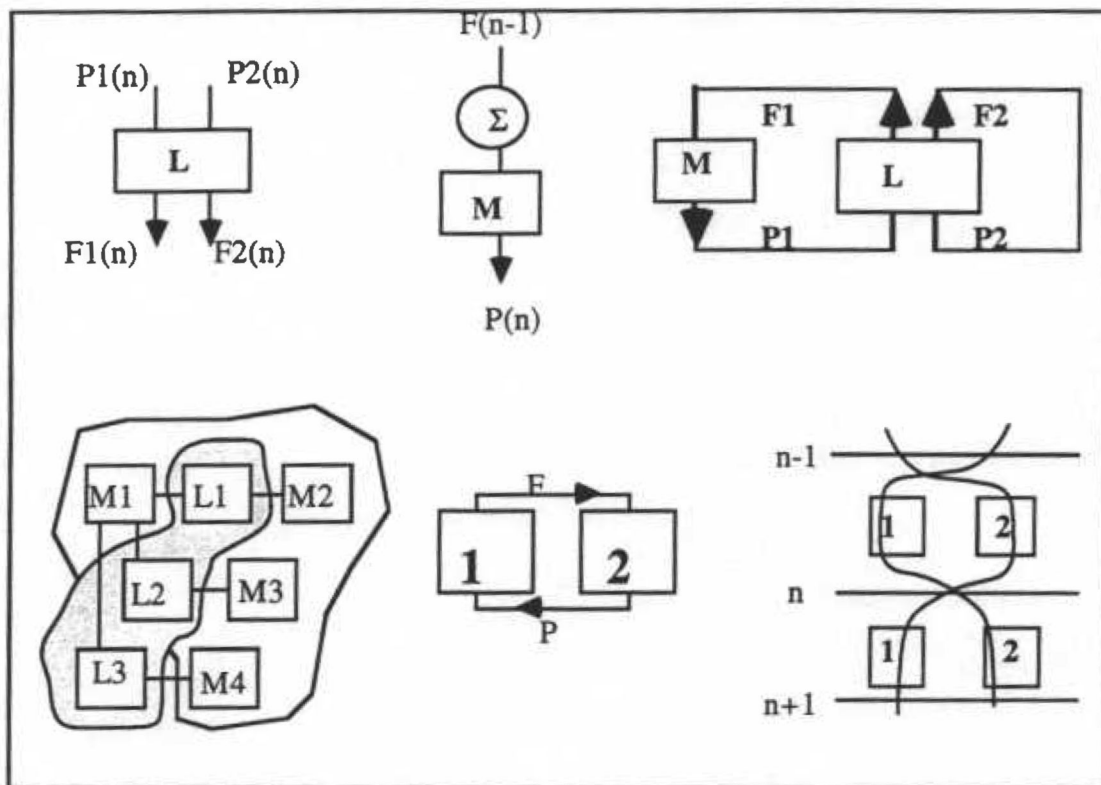 P1(n) P2(n)
L
F1(n) F2(n)
F(n-1)
Σ
M
P(n)
F1 F2
M L
P1 P2
M1 L1 M2
L2 M3
L3 M4
F
1 2
P
n-1
1 2
n
1 2
n+1